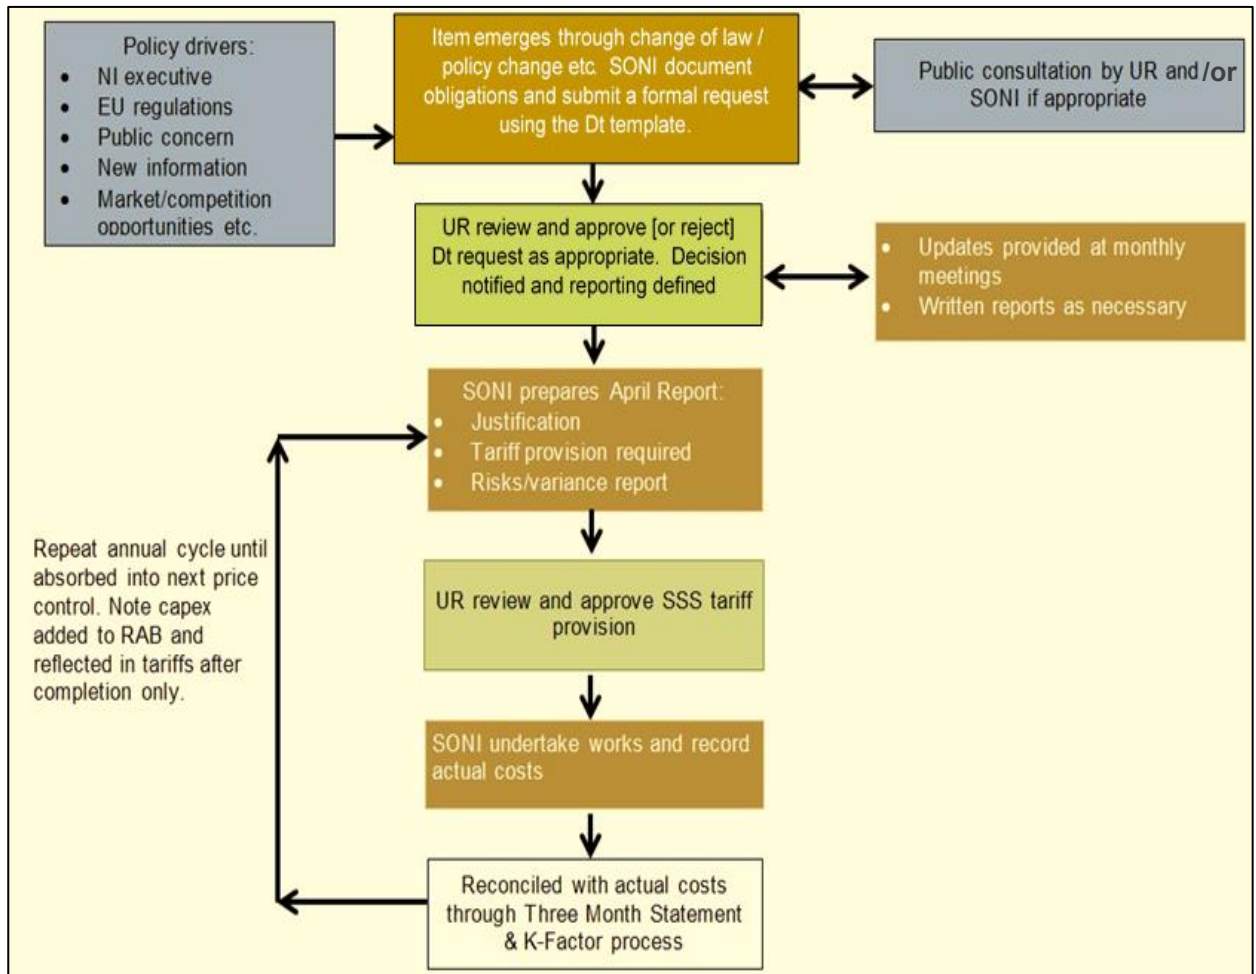 Policy drivers:
• NI executive
• EU regulations
• Public concern
• New information
• Market/competition
opportunities etc.
Item emerges through change of law /
policy change etc. SONI document
obligations and submit a formal request
using the Dt template.
Public consultation by UR and /or
SONI if appropriate
UR review and approve [or reject]
Dt request as appropriate. Decision
notified and reporting defined
• Updates provided at monthly
meetings
• Written reports as necessary
SONI prepares April Report:
• Justification
• Tariff provision required
• Risks/variance report
Repeat annual cycle until
absorbed into next price
control. Note capex
added to RAB and
reflected in tariffs after
completion only.
UR review and approve SSS tariff
provision
SONI undertake works and record
actual costs
Reconciled with actual costs
through Three Month Statement
& K-Factor process